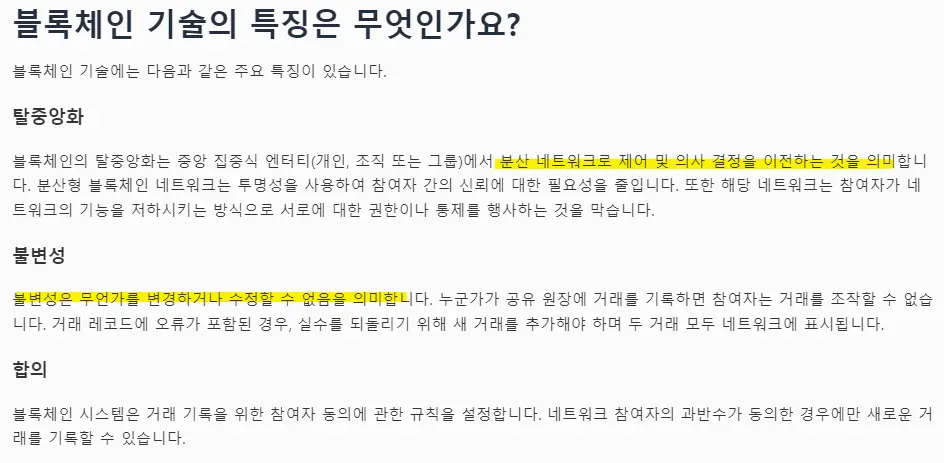 블록체인 기술의 특징은 무엇인가요?
블록체인 기술에는 다음과 같은 주요 특징이 있습니다.
탈중앙화
블록체인의 탈중앙화는 중앙 집중식 엔터티(개인, 조직 또는 그룹)에서 분산 네트워크로 제어 및 의사 결정을 이전하는 것을 의미합니
다. 분산형 블록체인 네트워크는 투명성을 사용하여 참여자 간의 신뢰에 대한 필요성을 줄입니다. 또한 해당 네트워크는 참여자가 네
트워크의 기능을 저하시키는 방식으로 서로에 대한 권한이나 통제를 행사하는 것을 막습니다.
불변성
불변성은 무언가를 변경하거나 수정할 수 없음을 의미합니다. 누군가가 공유 원장에 거래를 기록하면 참여자는 거래를 조작할 수 없습
니다. 거래 레코드에 오류가 포함된 경우, 실수를 되돌리기 위해 새 거래를 추가해야 하며 두 거래 모두 네트워크에 표시됩니다.
합의
블록체인 시스템은 거래 기록을 위한 참여자 동의에 관한 규칙을 설정합니다. 네트워크 참여자의 과반수가 동의한 경우에만 새로운 거
래를 기록할 수 있습니다.